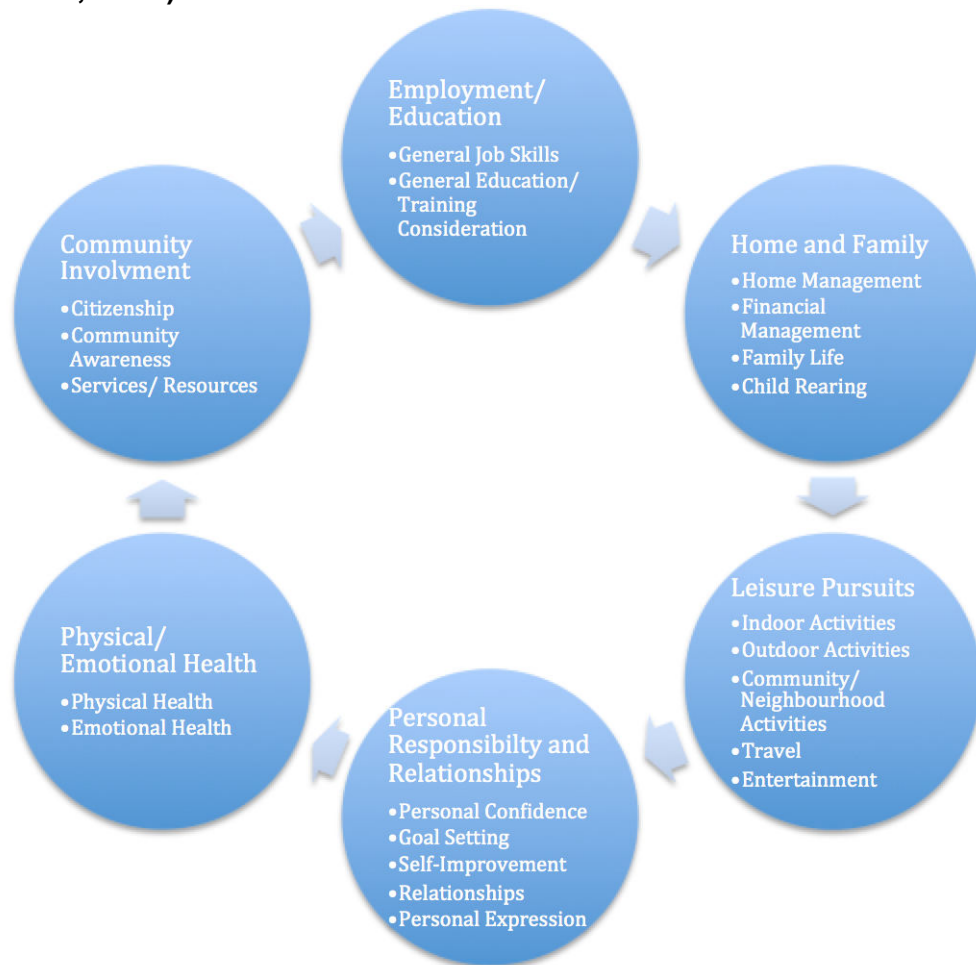 Employment/
Education
•General Job Skills
•General Education/
Training
Consideration
Home and Family
•Home Management
•Financial
Management
•Family Life
•Child Rearing
Leisure Pursuits
•Indoor Activities
•Outdoor Activities
•Community/
Neighbourhood
Activities
•Travel
•Entertainment
Personal
Responsibilty and
Relationships
•Personal Confidence
•Goal Setting
•Self-Improvement
•Relationships
•Personal Expression
Physical/
Emotional Health
•Physical Health
•Emotional Health
Community
Involvment
•Citizenship
•Community
Awareness
•Services/ Resources